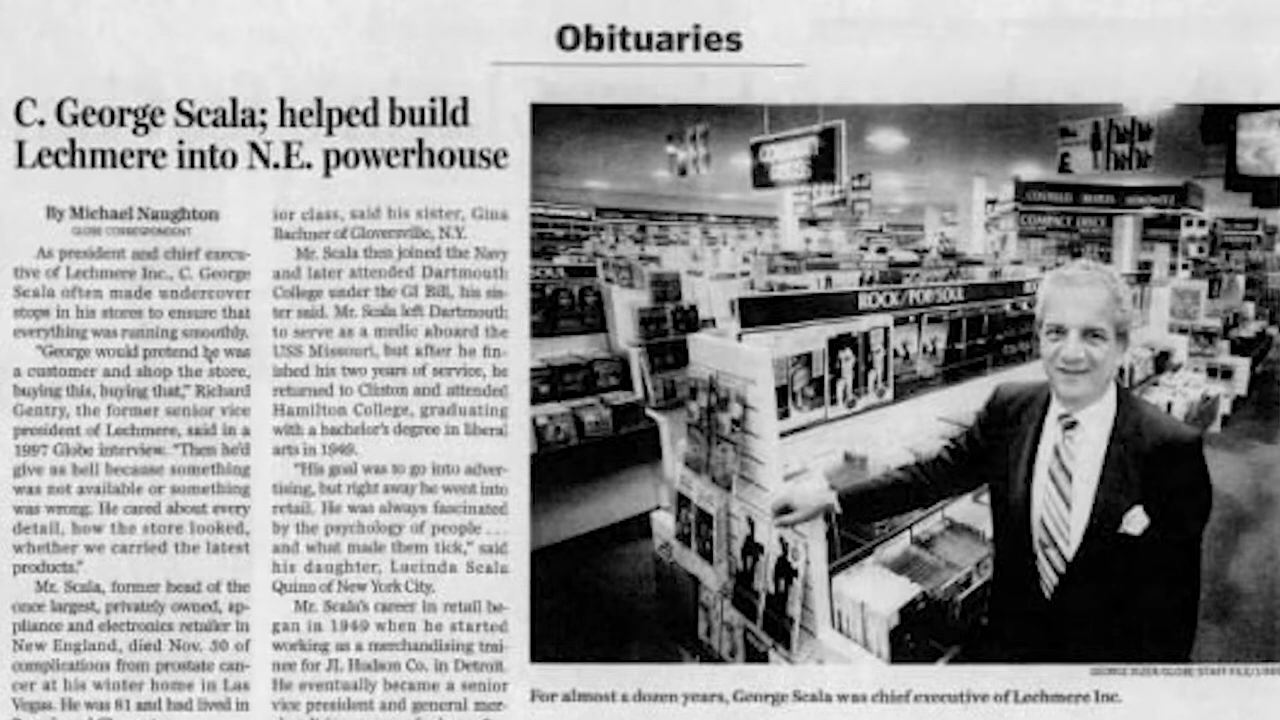 Obituaries
C. George Scala; helped build
Lechmere into N.E. powerhouse
By Michael Naughton
GLOBE CORRESPONDENT
As president and chief execu-
tive of Lechmere Inc., C. George
Scala often made undercover
stops in his stores to ensure that
everything was running smoothly.
"George would pretend he was
a customer and shop the store,
buying this, buying that," Richard
Gentry, the former senior vice
president of Lechmere, said in a
1997 Globe interview. "Then he'd
give us hell because something
was not available or something
was wrong. He cared about every
detail, how the store looked,
whether we carried the latest
products."
Mr. Scala, former head of the
once largest, privately owned, ap-
pliance and electronics retailer in
New England, died Nov. 30 of
complications from prostate can-
cer at his winter home in Las
Vegas. He was 81 and had lived in
ior class, said his sister, Gina
Bachner of Gloversville, N.Y.
Mr. Scala then joined the Navy
and later attended Dartmouth
College under the GI Bill, his sis-
ter said. Mr. Scala left Dartmouth
to serve as a medic aboard the
USS Missouri, but after he fin-
ished his two years of service, he
returned to Clinton and attended
Hamilton College, graduating
with a bachelor's degree in liberal
arts in 1949.
"His goal was to go into adver-
tising, but right away he went into
retail. He was always fascinated
by the psychology of people . . .
and what made them tick," said
his daughter, Lucinda Scala
Quinn of New York City.
Mr. Scala's career in retail be-
gan in 1949 when he started
working as a merchandising trai-
nee for JL Hudson Co. in Detroit.
He eventually became a senior
vice president and general mer-
COMPACT DISCS
COMPACT DISCS
ROCK/POP/SOUL
GLOBE STAFF FILE
For almost a dozen years, George Scala was chief executive of Lechmere Inc.